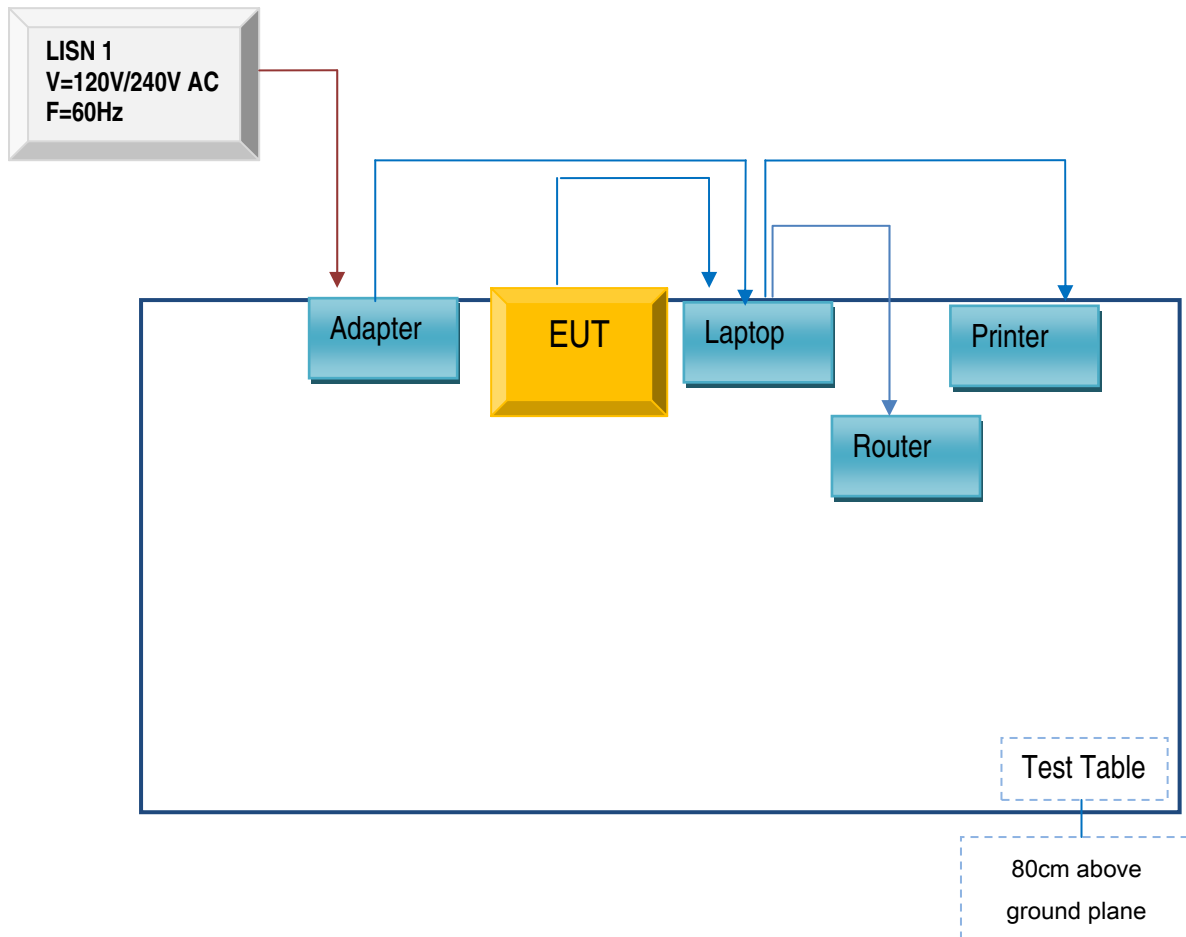 LISN 1
V=120V/240V AC
F=60Hz
Adapter
EUT
Laptop
Printer
Router
Test Table
80cm above
ground plane